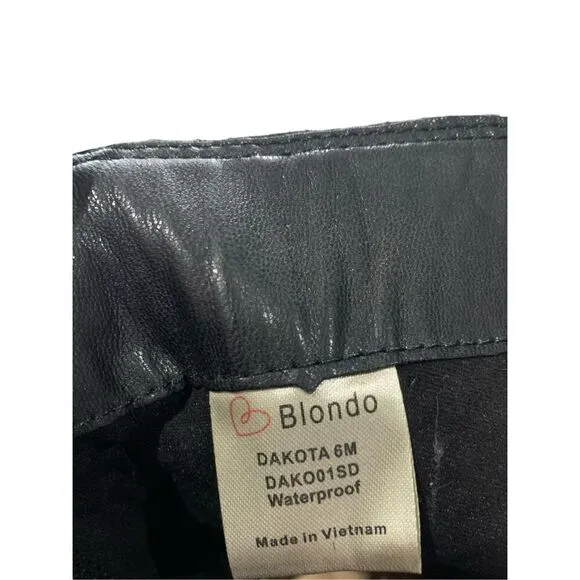 Blondo
DAKOTA 6M
DAKO01SD
Waterproof
Made in Vietnam